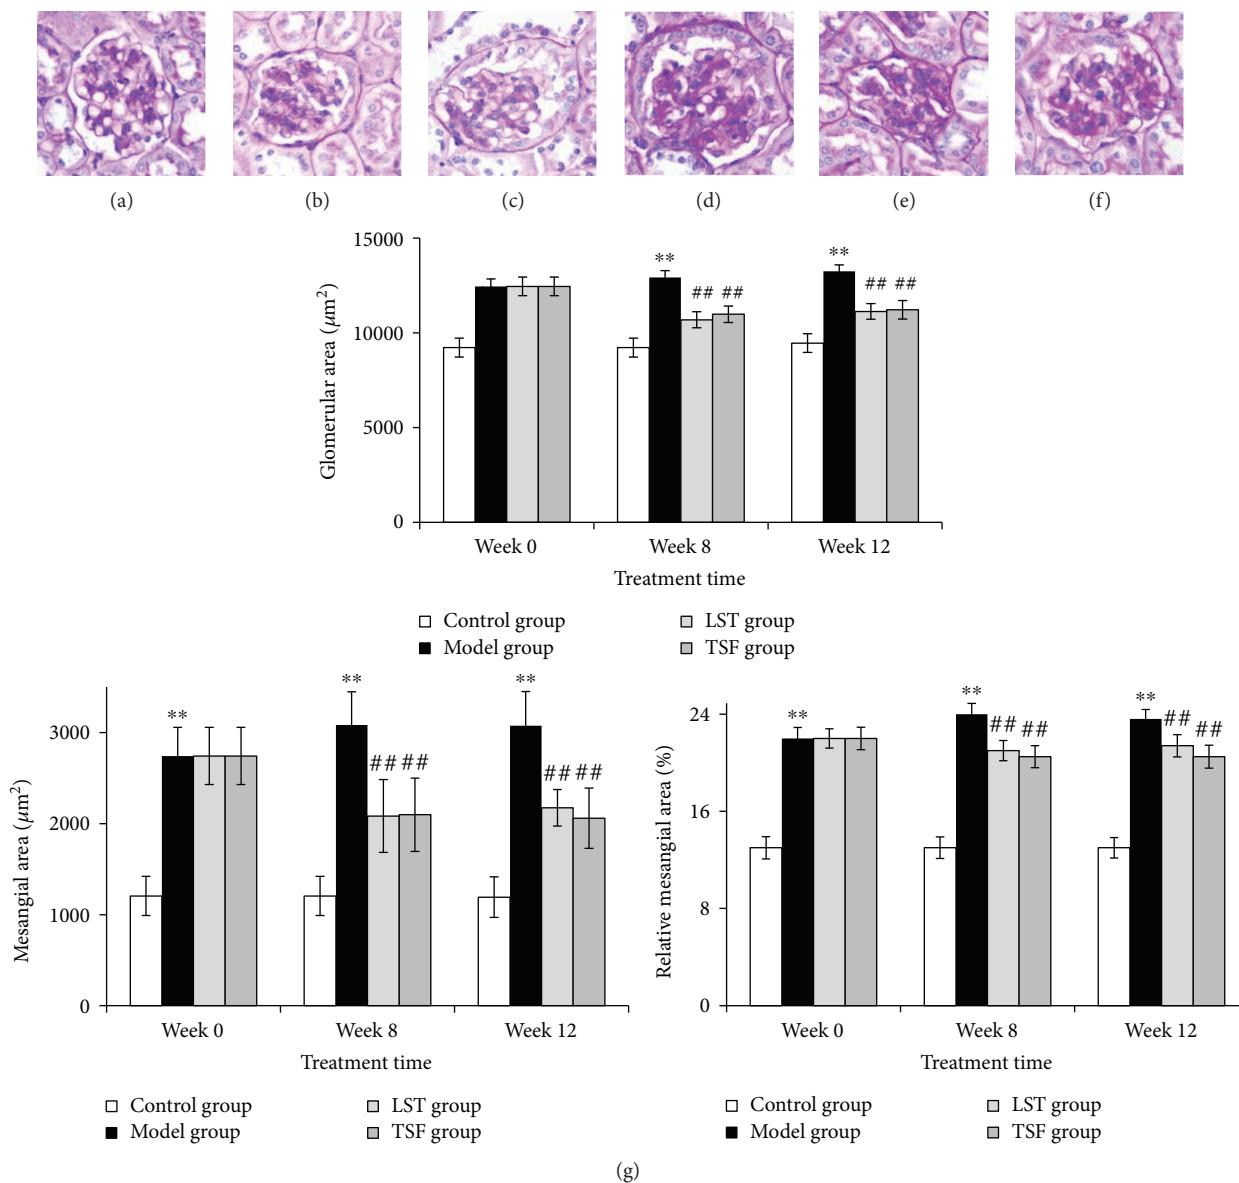 (a) (b) (c) (d) (e) (f)
15000
10000
5000
0
Glomerular area (μm²)
** ## ##
** ## ##
Week 0 Week 8 Week 12
Treatment time
Control group LST group
Model group TSF group
3000
2000
1000
0
Mesangial area (μm²)
**
** ## ##
** ## ##
Week 0 Week 8 Week 12
Treatment time
Control group LST group
Model group TSF group
24
16
8
0
Relative mesangial area (%)
**
** ## ##
** ## ##
Week 0 Week 8 Week 12
Treatment time
Control group LST group
Model group TSF group
(g)